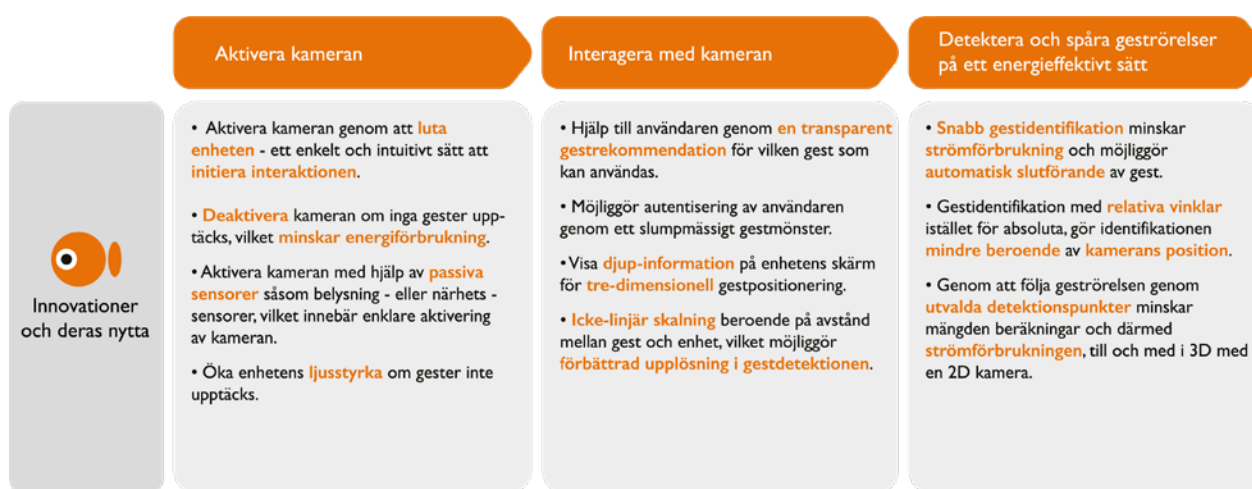 Aktivera kameran
Interagera med kameran
Detektera och spåra geströrelser
på ett energieffektivt sätt
Innovationer
och deras nytta
• Aktivera kameran genom att luta
enheten - ett enkelt och intuitivt sätt att
initiera interaktionen.
• Deaktivera kameran om inga gester upp-
täcks, vilket minskar energiförbrukning.
• Aktivera kameran med hjälp av passiva
sensorer såsom belysning - eller närhets -
sensorer, vilket innebär enklare aktivering
av kameran.
• Öka enhetens ljusstyrka om gester inte
upptäcks.
• Hjälp till användaren genom en transparent
gestrekommendation för vilken gest som
kan användas.
• Möjliggör autentisering av användaren
genom ett slumpmässigt gestmönster.
• Visa djup-information på enhetens skärm
för tre-dimensionell gestpositionering.
• Icke-linjär skalning beroende på avstånd
mellan gest och enhet, vilket möjliggör
förbättrad upplösning i gestdetektionen.
• Snabb gestidentifikation minskar
strömförbrukning och möjliggör
automatisk slutförande av gest.
• Gestidentifikation med relativa vinklar
istället för absoluta, gör identifikationen
mindre beroende av kamerans position.
• Genom att följa geströrelsen genom
utvalda detektionspunkter minskar
mängden beräkningar och därmed
strömförbrukningen, till och med i 3D med
en 2D kamera.